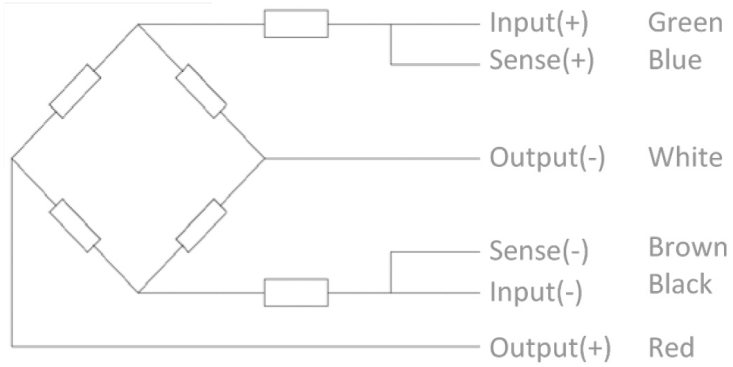 Input(+) Green
Sense(+) Blue
Output(-) White
Sense(-) Brown
Input(-) Black
Output(+) Red